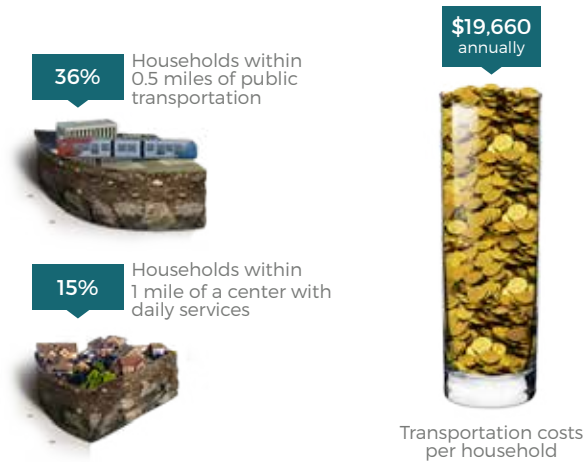 36%
Households within
0.5 miles of public
transportation
15%
Households within
1 mile of a center with
daily services
$19,660
annually
Transportation costs
per household